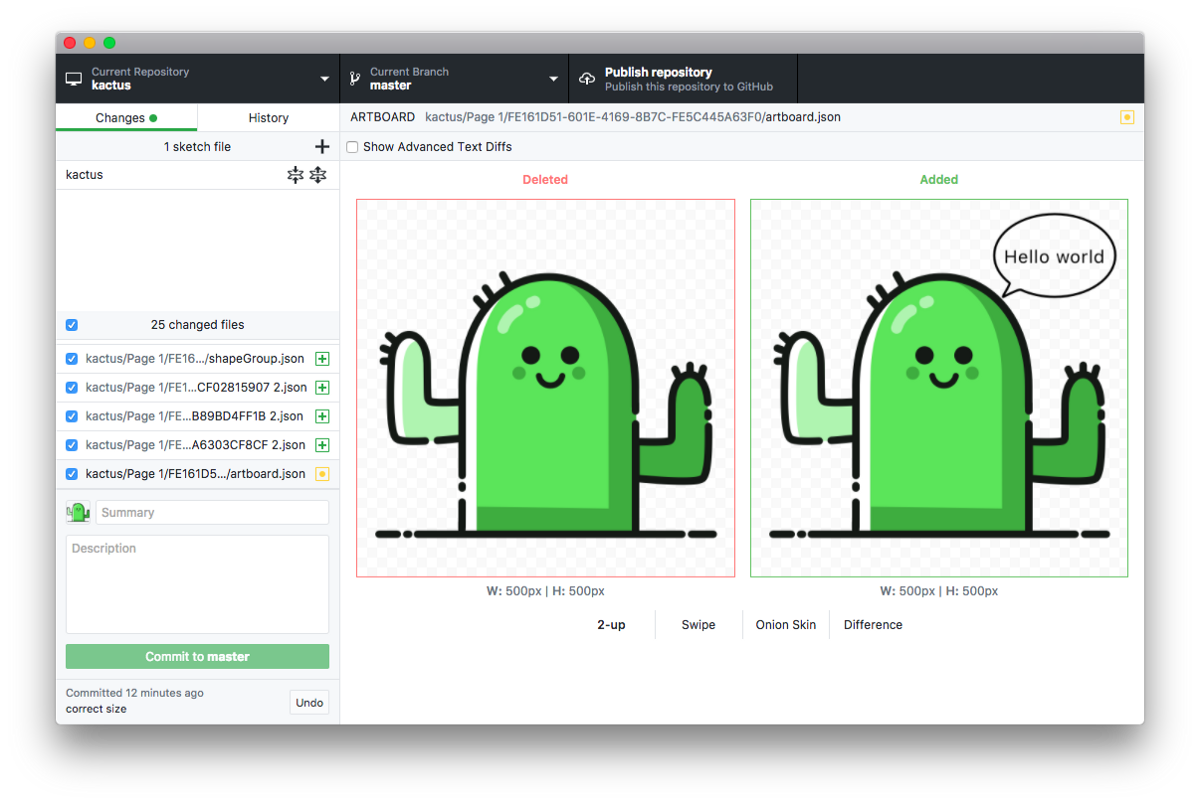 Current Repository
kactus
Current Branch
master
Publish repository
Publish this repository to GitHub
Changes
History
ARTBOARD kactus/Page 1/FE161D51-601E-4169-8B7C-FE5C445A63F0/artboard.json
1 sketch file
Show Advanced Text Diffs
kactus
Deleted
Added
Hello world
25 changed files
kactus/Page 1/FE16.../shapeGroup.json
kactus/Page 1/FE1...CF02815907 2.json
kactus/Page 1/FE...B89BD4FF1B 2.json
kactus/Page 1/FE...A6303CF8CF 2.json
kactus/Page 1/FE161D5.../artboard.json
Summary
Description
Commit to master
Committed 12 minutes ago
correct size
Undo
W: 500px | H: 500px
W: 500px | H: 500px
2-up
Swipe
Onion Skin
Difference